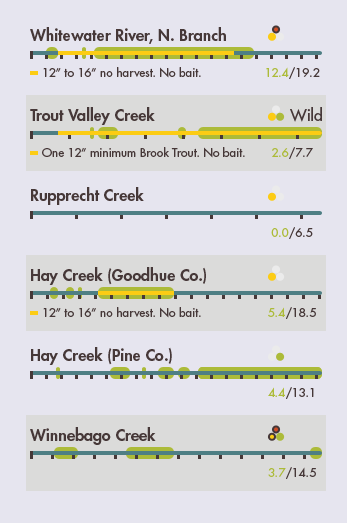 Whitewater River, N. Branch
12” to 16” no harvest. No bait.
12.4/19.2
Trout Valley Creek
Wild
One 12” minimum Brook Trout. No bait.
2.6/7.7
Rupprecht Creek
0.0/6.5
Hay Creek (Goodhue Co.)
12” to 16” no harvest. No bait.
5.4/18.5
Hay Creek (Pine Co.)
4.4/13.1
Winnebago Creek
3.7/14.5